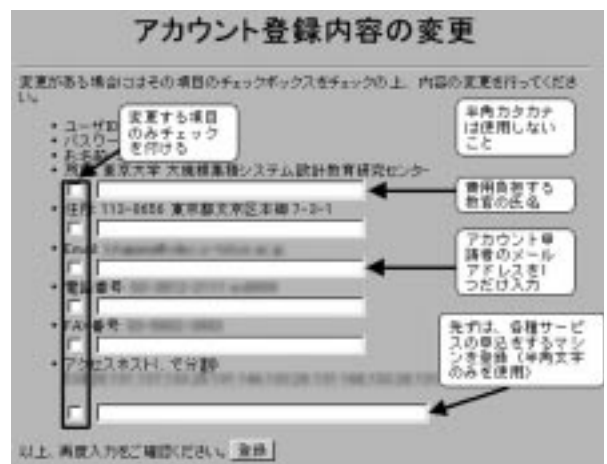 アカウント登録内容の変更
変更がある場合にはその項目のチェックボックスをチェックの上、内容の変更を行ってくださ
い。
変更する項目
のみチェック
を付ける
半角カタカナ
は使用しない
こと
・ユーザID
・パスワー
・お名前
・所属: 東京大学 大規模集積システム設計教育研究センター
費用負担する
教官の氏名
・住所: 113-8656 東京都文京区本郷 7-3-1
・Email:
アカウント申
請者のメール
アドレスを1
つだけ入力
・電話番号:
・FAX番号:
先ずは、各種サービ
スの申込をするマシ
ンを登録（半角文字
のみを使用）
・アクセスホスト(, で分割):
以上、再度入力をご確認ください。 登録